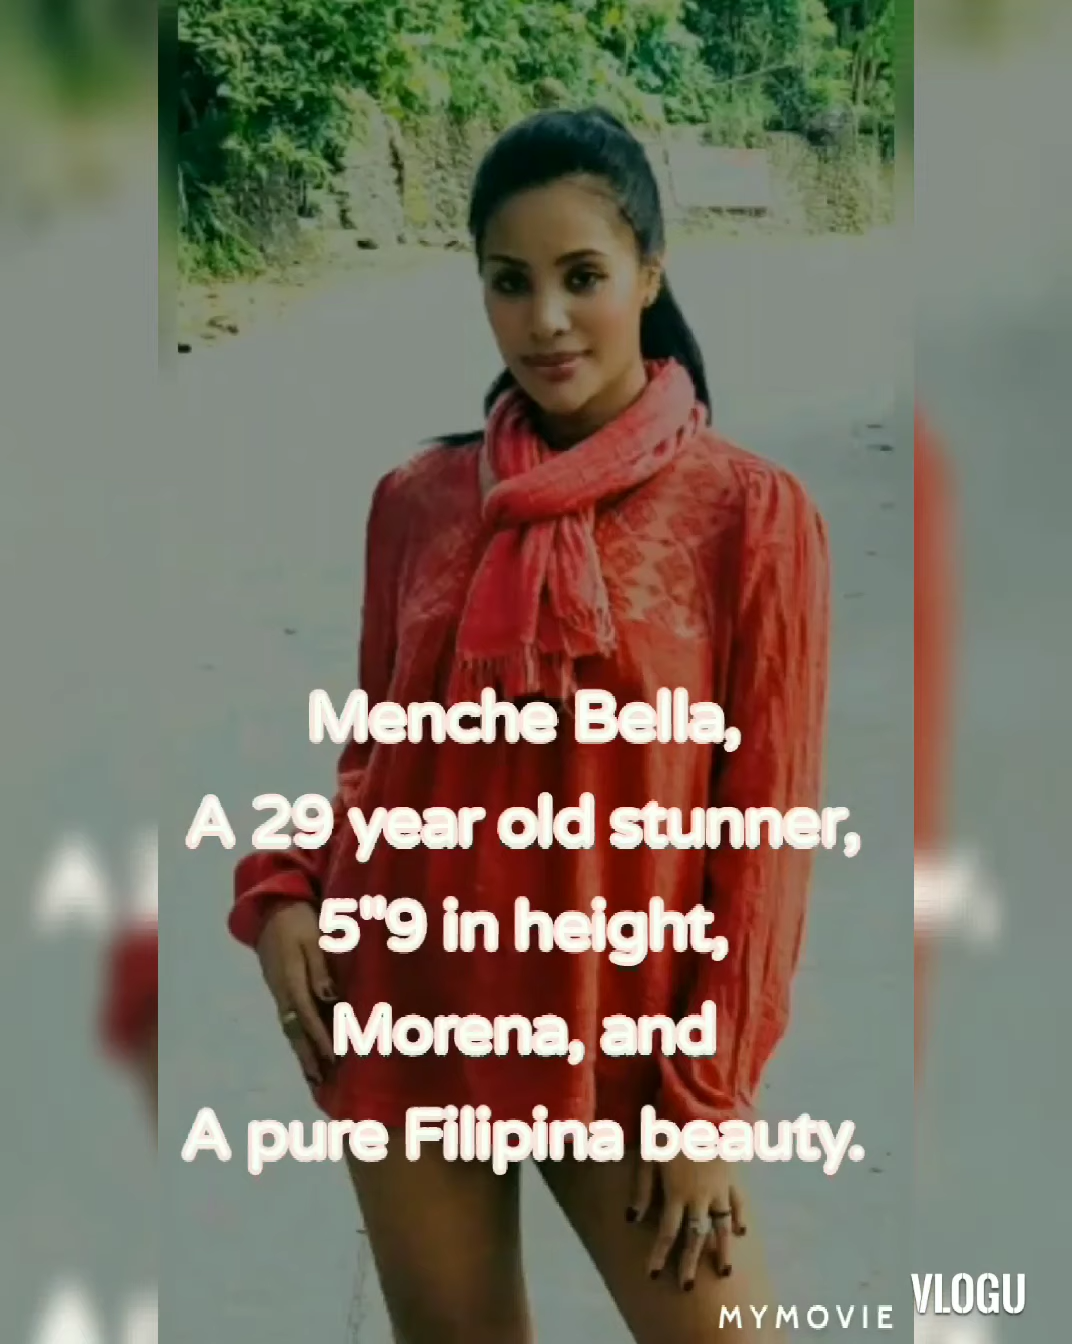 Menche Bella,
A 29 year old stunner,
5"9 in height,
Morena, and
A pure Filipina beauty.
MYMOVIE
VLOGU